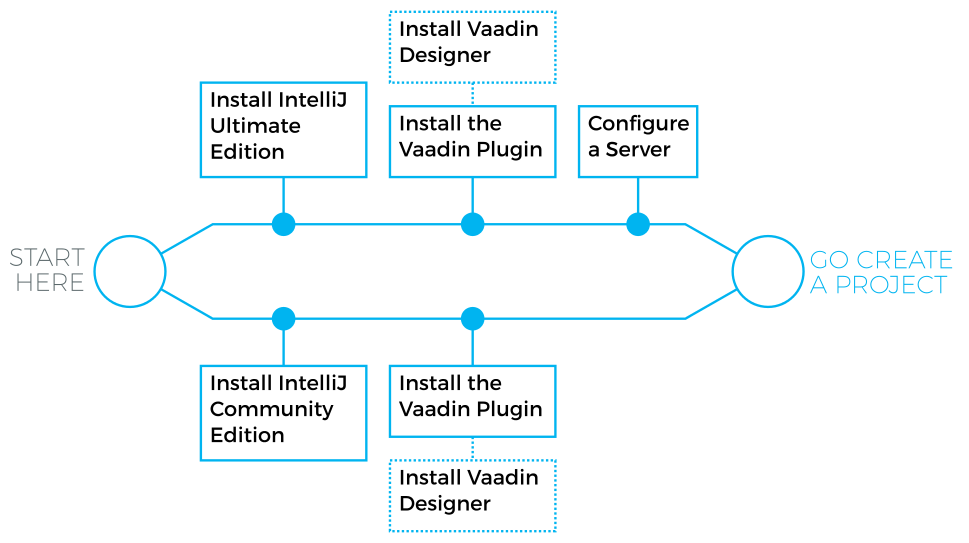 Install Vaadin
Designer
Install IntelliJ
Ultimate
Edition
Install the
Vaadin Plugin
Configure
a Server
START
HERE
GO CREATE
A PROJECT
Install IntelliJ
Community
Edition
Install the
Vaadin Plugin
Install Vaadin
Designer